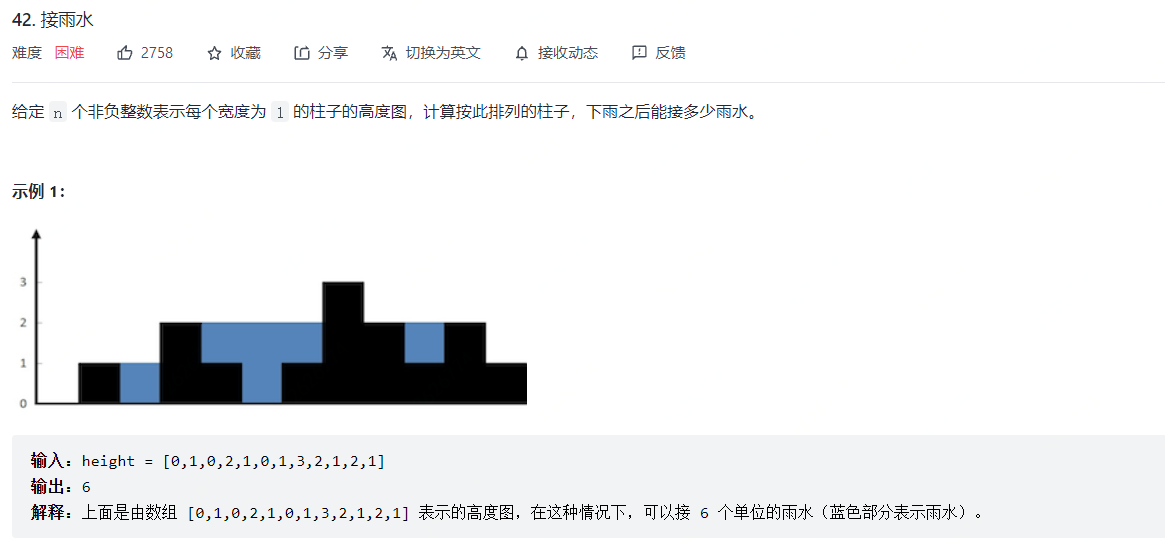 42. 接雨水
难度 困难 2758 收藏 分享 切换为英文 接收动态 反馈
给定 n 个非负整数表示每个宽度为 1 的柱子的高度图，计算按此排列的柱子，下雨之后能接多少雨水。
示例 1：
3
2
1
0
输入：height = [0,1,0,2,1,0,1,3,2,1,2,1]
输出：6
解释：上面是由数组 [0,1,0,2,1,0,1,3,2,1,2,1] 表示的高度图，在这种情况下，可以接 6 个单位的雨水（蓝色部分表示雨水）。